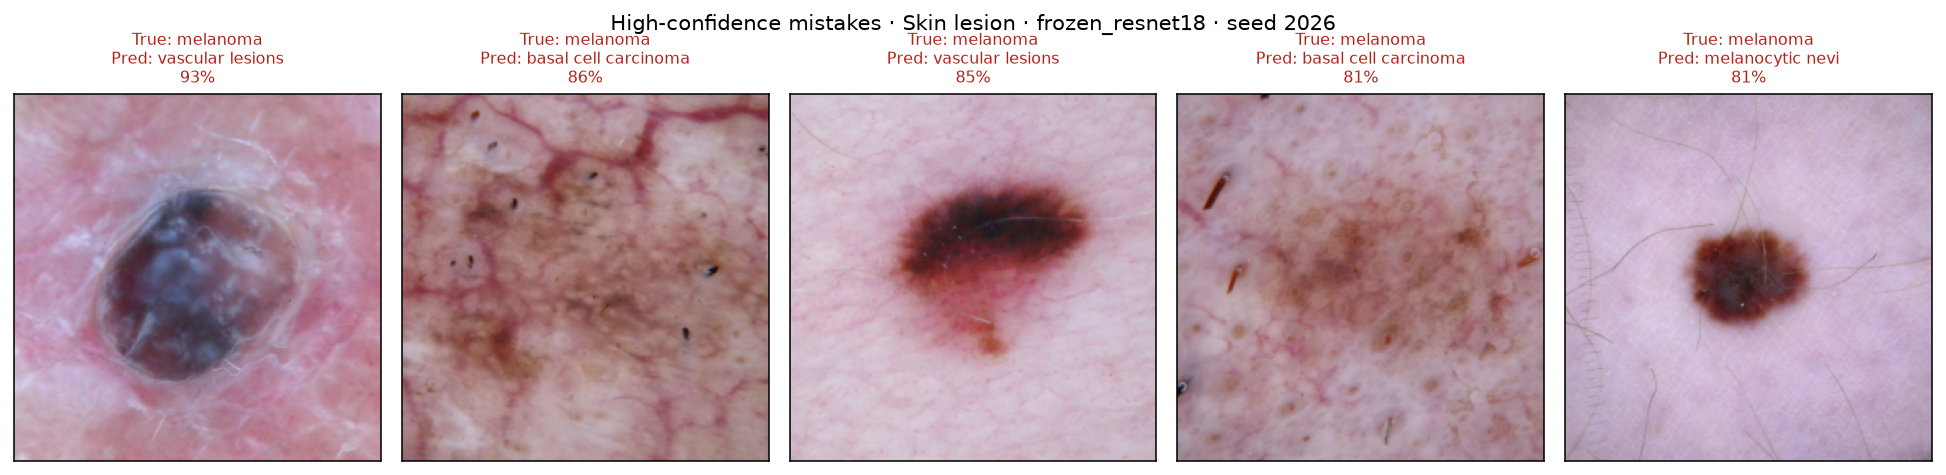 High-confidence mistakes · Skin lesion · frozen_resnet18 · seed 2026
True: melanoma
Pred: vascular lesions
93%
True: melanoma
Pred: basal cell carcinoma
86%
True: melanoma
Pred: vascular lesions
85%
True: melanoma
Pred: basal cell carcinoma
81%
True: melanoma
Pred: melanocytic nevi
81%